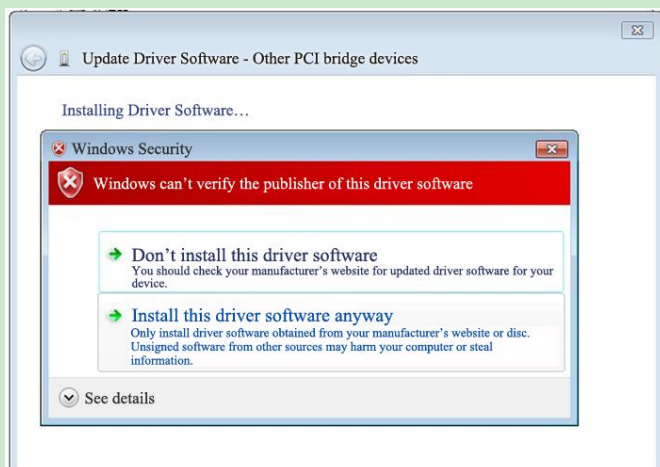 Update Driver Software - Other PCI bridge devices
Installing Driver Software…
Windows Security
Windows can’t verify the publisher of this driver software
Don’t install this driver software
You should check your manufacturer’s website for updated driver software for your
device.
Install this driver software anyway
Only install driver software obtained from your manufacturer’s website or disc.
Unsigned software from other sources may harm your computer or steal
information.
See details